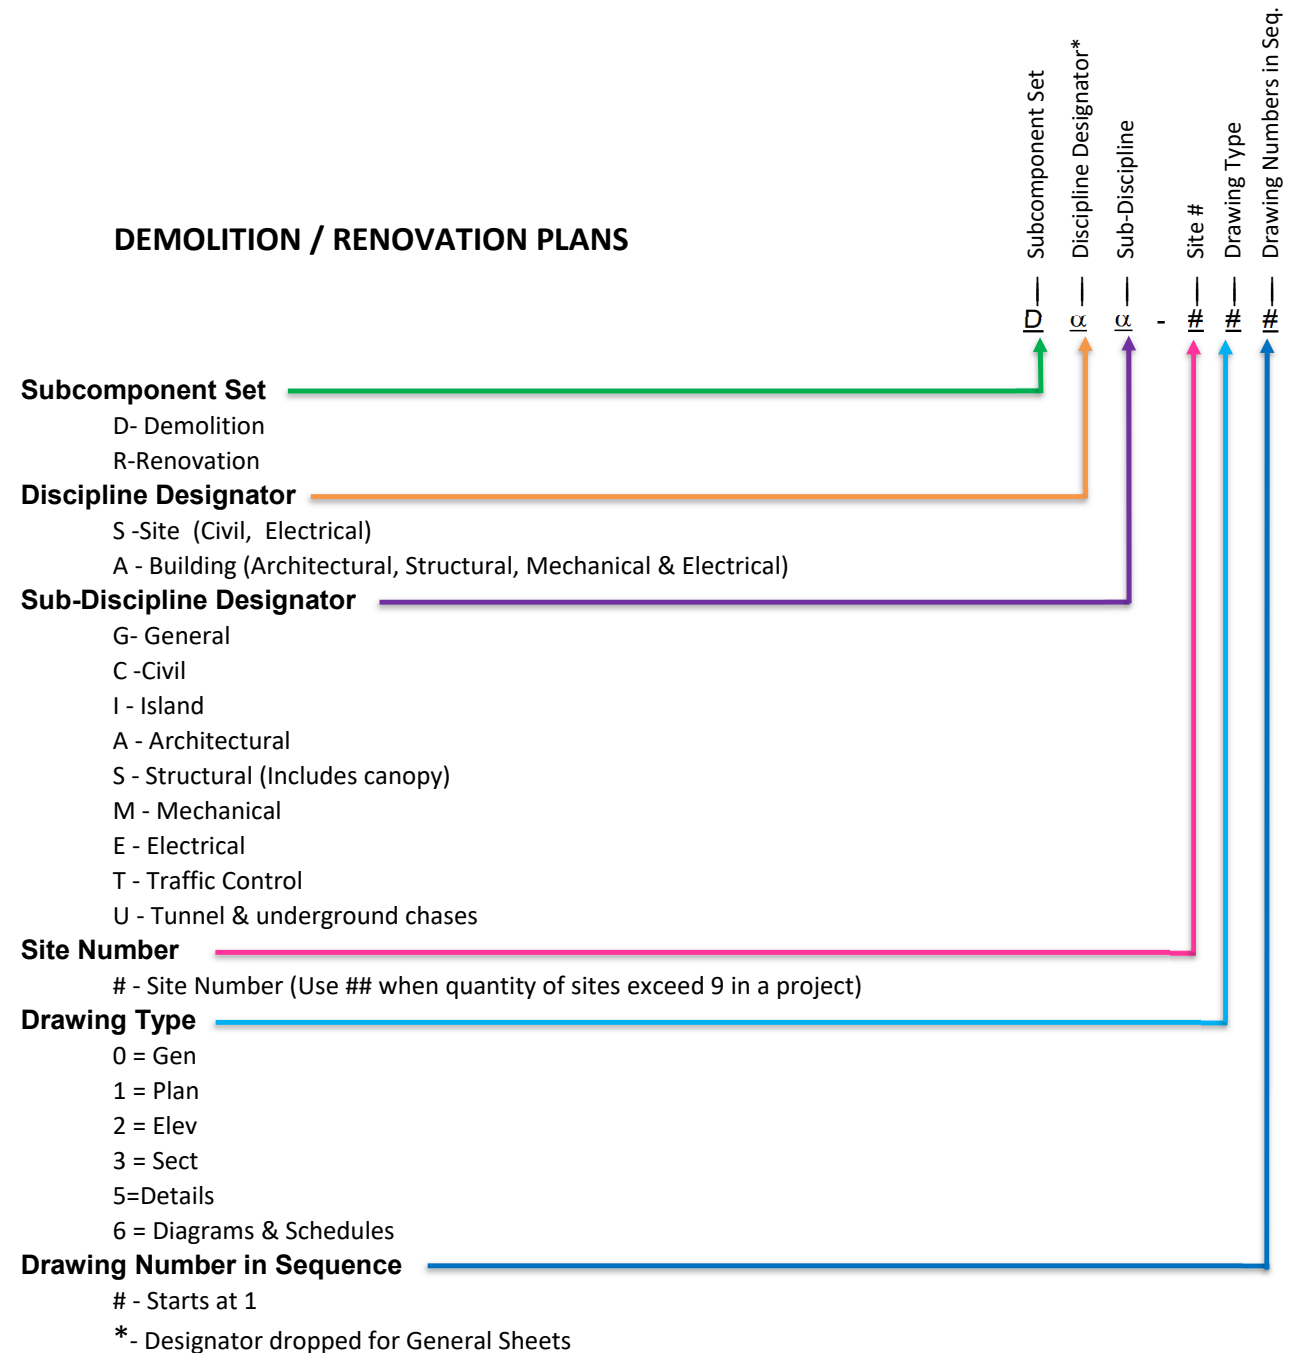 Subcomponent Set
Discipline Designator*
Sub-Discipline
Site #
Drawing Type
Drawing Numbers in Seq.
DEMOLITION / RENOVATION PLANS
D α α - # # #
Subcomponent Set
D- Demolition
R-Renovation
Discipline Designator
S -Site (Civil, Electrical)
A - Building (Architectural, Structural, Mechanical & Electrical)
Sub-Discipline Designator
G- General
C -Civil
I - Island
A - Architectural
S - Structural (Includes canopy)
M - Mechanical
E - Electrical
T - Traffic Control
U - Tunnel & underground chases
Site Number
# - Site Number (Use ## when quantity of sites exceed 9 in a project)
Drawing Type
0 = Gen
1 = Plan
2 = Elev
3 = Sect
5=Details
6 = Diagrams & Schedules
Drawing Number in Sequence
# - Starts at 1
*- Designator dropped for General Sheets